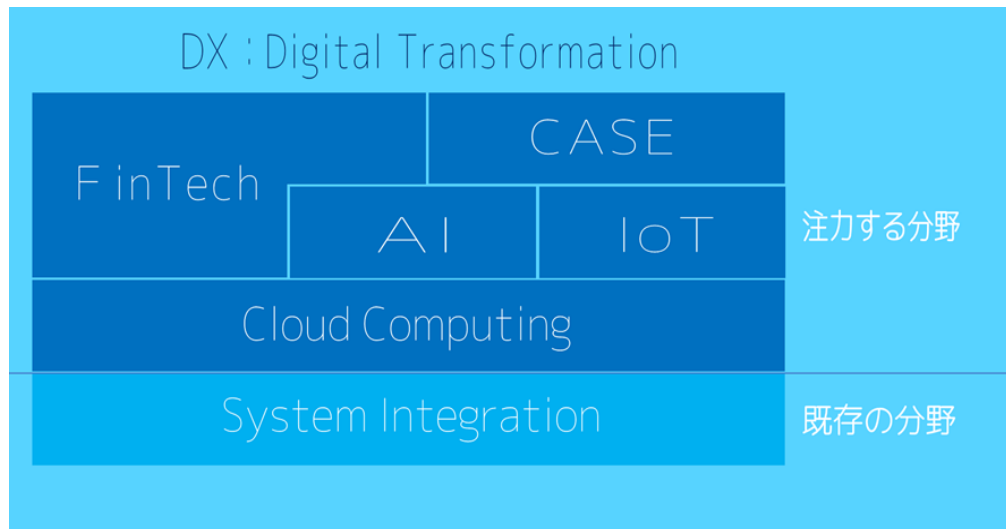 DX：Digital Transformation
CASE
FinTech
AI
IoT
注力する分野
Cloud Computing
System Integration
既存の分野